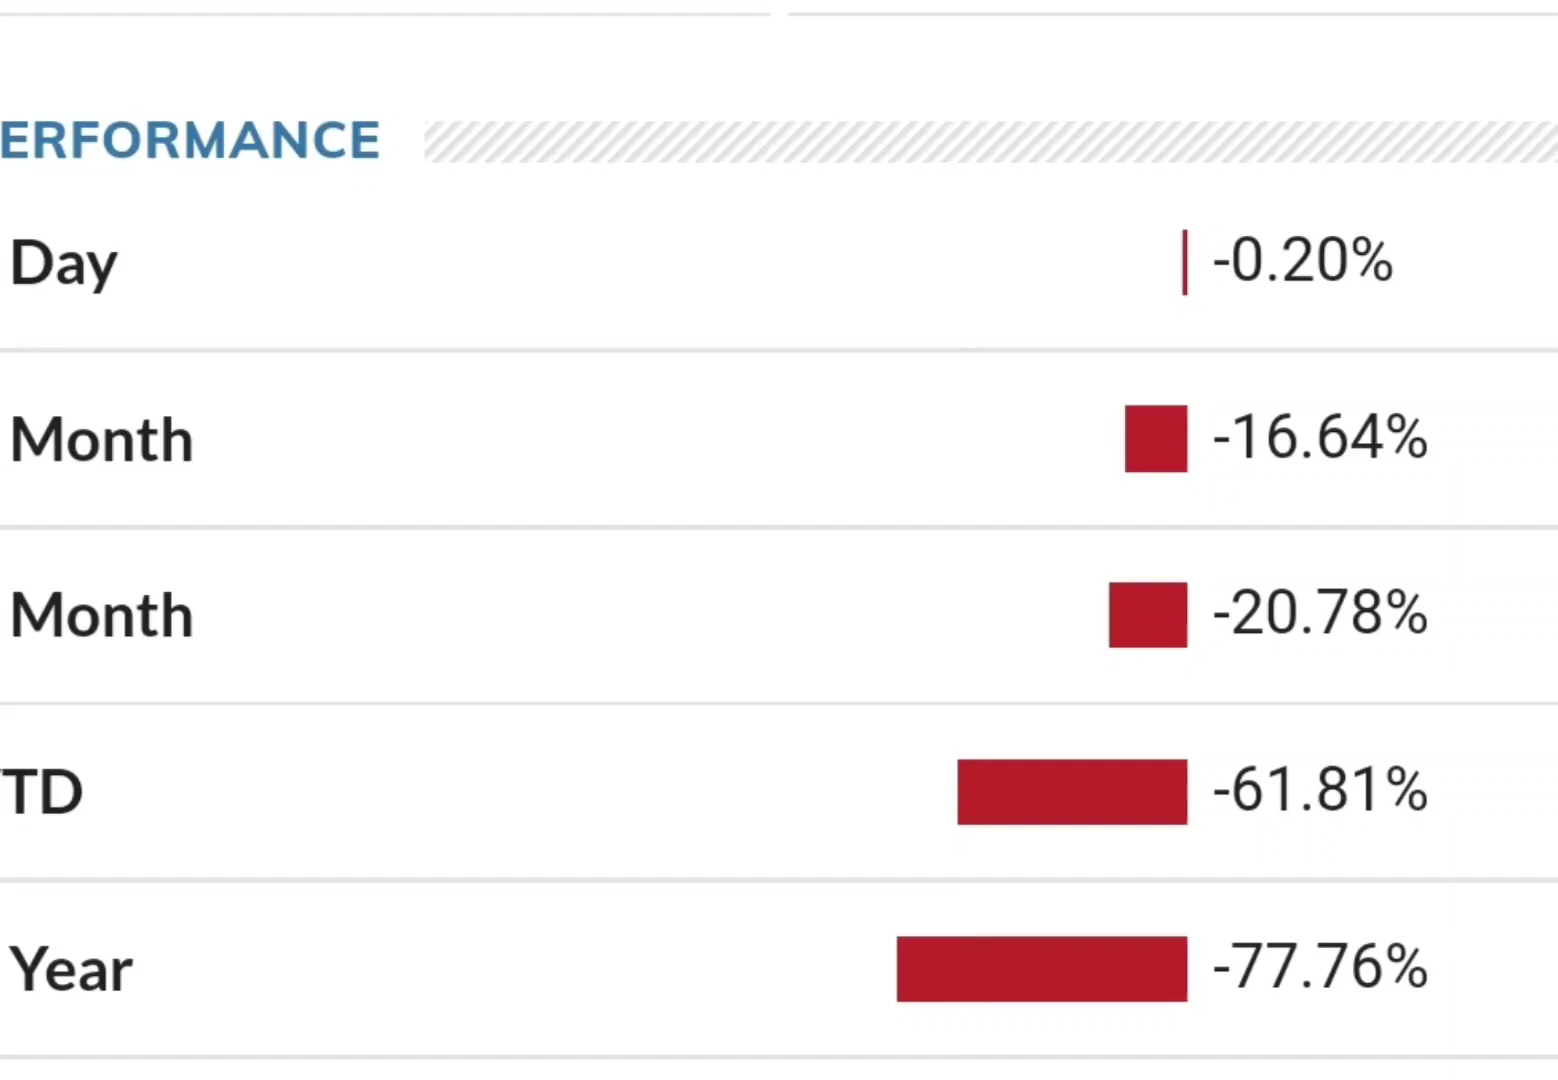 ERFORMANCE
Day -0.20%
Month -16.64%
Month -20.78%
TD -61.81%
Year -77.76%